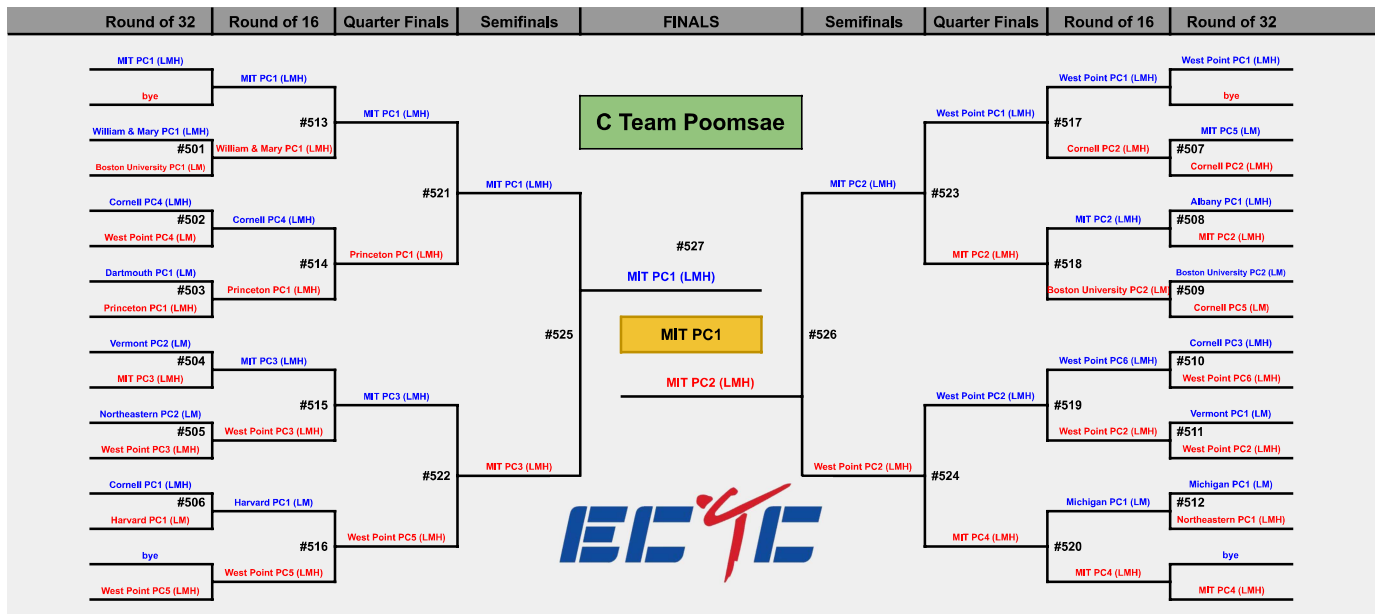 Round of 32
Round of 16
Quarter Finals
Semifinals
FINALS
Semifinals
Quarter Finals
Round of 16
Round of 32
C Team Poomsae
MIT PC1 (LMH)
bye
William & Mary PC1 (LMH)
#501
Boston University PC1 (LM)
Cornell PC4 (LMH)
#502
West Point PC4 (LM)
Dartmouth PC1 (LM)
#503
Princeton PC1 (LMH)
Vermont PC2 (LM)
#504
MIT PC3 (LMH)
Northeastern PC2 (LM)
#505
West Point PC3 (LMH)
Cornell PC1 (LMH)
#506
Harvard PC1 (LM)
bye
West Point PC5 (LMH)
MIT PC1 (LMH)
#513
William & Mary PC1 (LMH)
Cornell PC4 (LMH)
#514
Princeton PC1 (LMH)
MIT PC3 (LMH)
#515
West Point PC3 (LMH)
Harvard PC1 (LM)
#516
West Point PC5 (LMH)
MIT PC1 (LMH)
#521
Princeton PC1 (LMH)
MIT PC3 (LMH)
#522
West Point PC5 (LMH)
MIT PC1 (LMH)
#525
MIT PC3 (LMH)
#527
MIT PC1 (LMH)
MIT PC1
MIT PC2 (LMH)
ECTC
MIT PC2 (LMH)
#526
West Point PC2 (LMH)
West Point PC1 (LMH)
#523
MIT PC2 (LMH)
West Point PC2 (LMH)
#524
MIT PC4 (LMH)
West Point PC1 (LMH)
#517
Cornell PC2 (LMH)
MIT PC2 (LMH)
#518
Boston University PC2 (LM)
West Point PC6 (LMH)
#519
West Point PC2 (LMH)
Michigan PC1 (LM)
#520
MIT PC4 (LMH)
West Point PC1 (LMH)
bye
MIT PC5 (LM)
#507
Cornell PC2 (LMH)
Albany PC1 (LMH)
#508
MIT PC2 (LMH)
Boston University PC2 (LM)
#509
Cornell PC5 (LM)
Cornell PC3 (LMH)
#510
West Point PC6 (LMH)
Vermont PC1 (LM)
#511
West Point PC2 (LMH)
Michigan PC1 (LM)
#512
Northeastern PC1 (LMH)
bye
MIT PC4 (LMH)